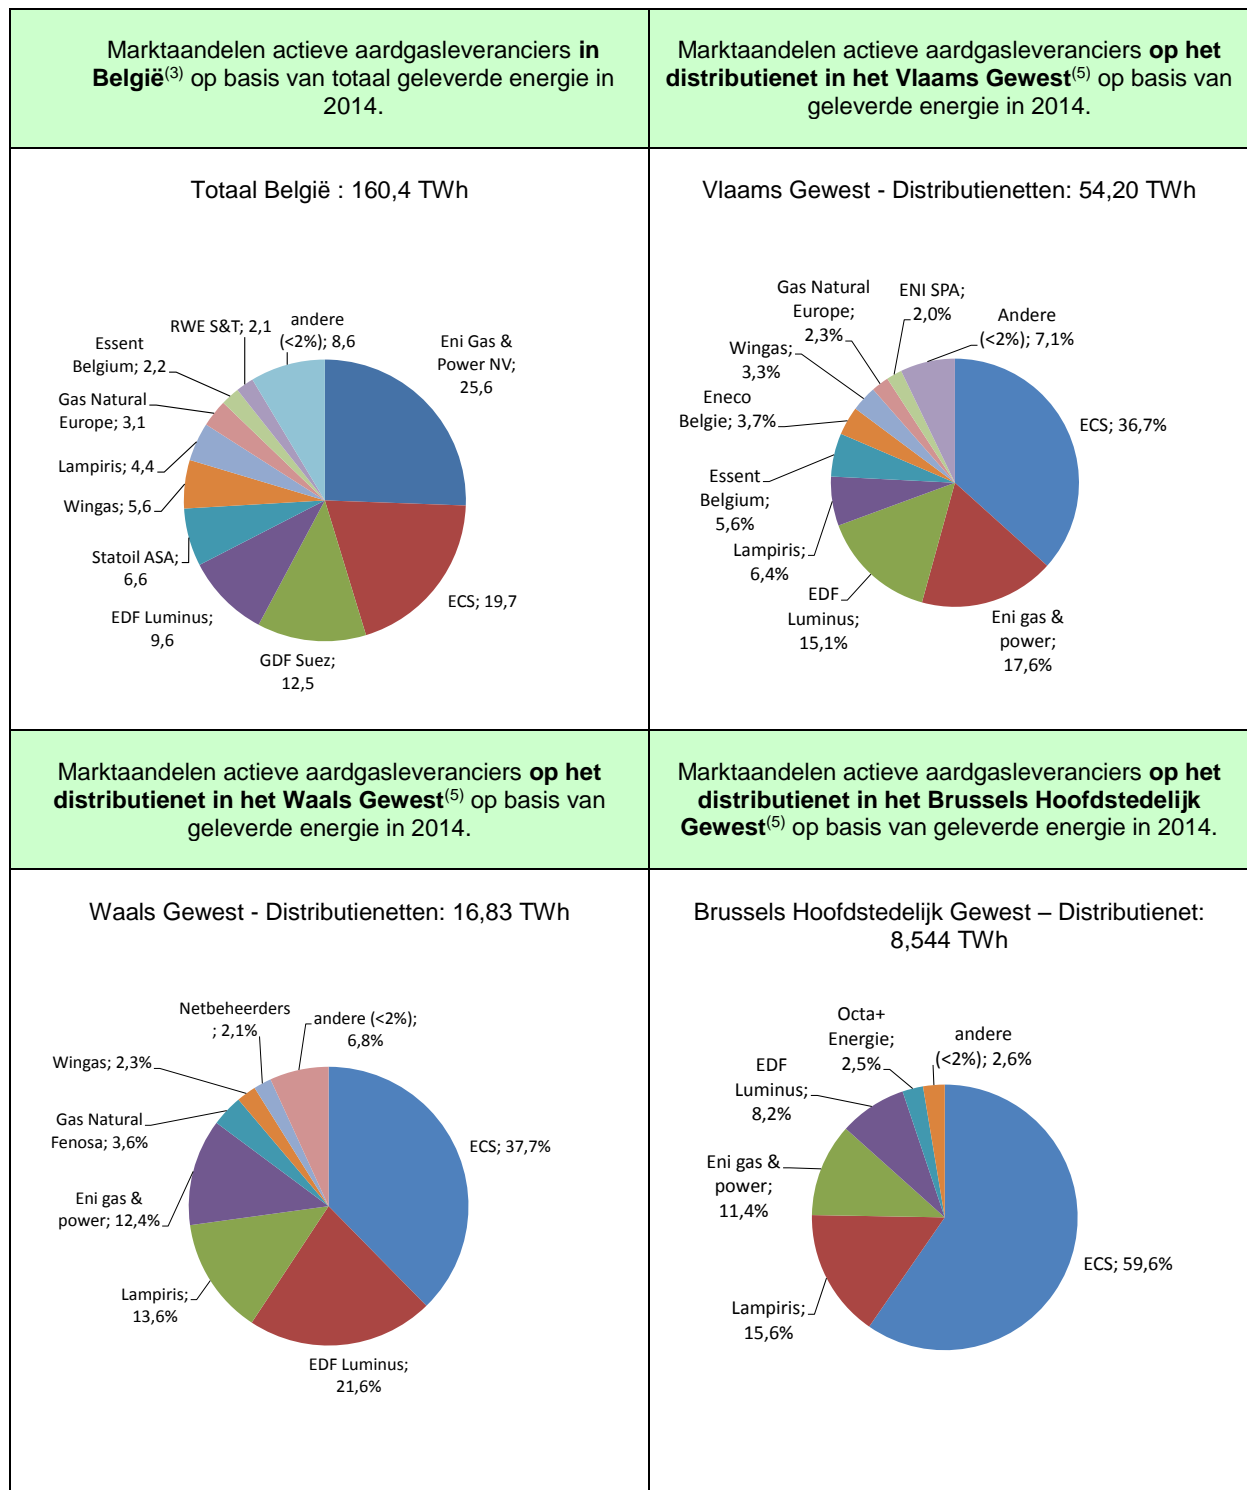 Marktaandelen actieve aardgasleveranciers in
België(3) op basis van totaal geleverde energie in
2014.
Marktaandelen actieve aardgasleveranciers op het
distributienet in het Vlaams Gewest(5) op basis van
geleverde energie in 2014.
Totaal België : 160,4 TWh
Eni Gas &
Power NV;
25,6
ECS; 19,7
GDF Suez;
12,5
EDF Luminus;
9,6
Statoil ASA;
6,6
Wingas; 5,6
Lampiris; 4,4
Gas Natural
Europe; 3,1
Essent
Belgium; 2,2
RWE S&T; 2,1
andere
(<2%); 8,6
Vlaams Gewest - Distributienetten: 54,20 TWh
ECS; 36,7%
Eni gas &
power;
17,6%
EDF
Luminus;
15,1%
Lampiris;
6,4%
Essent
Belgium;
5,6%
Eneco
Belgie; 3,7%
Wingas;
3,3%
Gas Natural
Europe;
2,3%
ENI SPA;
2,0%
Andere
(<2%); 7,1%
Marktaandelen actieve aardgasleveranciers op het
distributienet in het Waals Gewest(5) op basis van
geleverde energie in 2014.
Marktaandelen actieve aardgasleveranciers op het
distributienet in het Brussels Hoofdstedelijk
Gewest(5) op basis van geleverde energie in 2014.
Waals Gewest - Distributienetten: 16,83 TWh
ECS; 37,7%
EDF Luminus;
21,6%
Lampiris;
13,6%
Eni gas &
power; 12,4%
Gas Natural
Fenosa; 3,6%
Wingas; 2,3%
Netbeheerders
; 2,1%
andere (<2%);
6,8%
Brussels Hoofdstedelijk Gewest – Distributienet:
8,544 TWh
ECS; 59,6%
Lampiris;
15,6%
Eni gas &
power;
11,4%
EDF
Luminus;
8,2%
Octa+
Energie;
2,5%
andere
(<2%); 2,6%